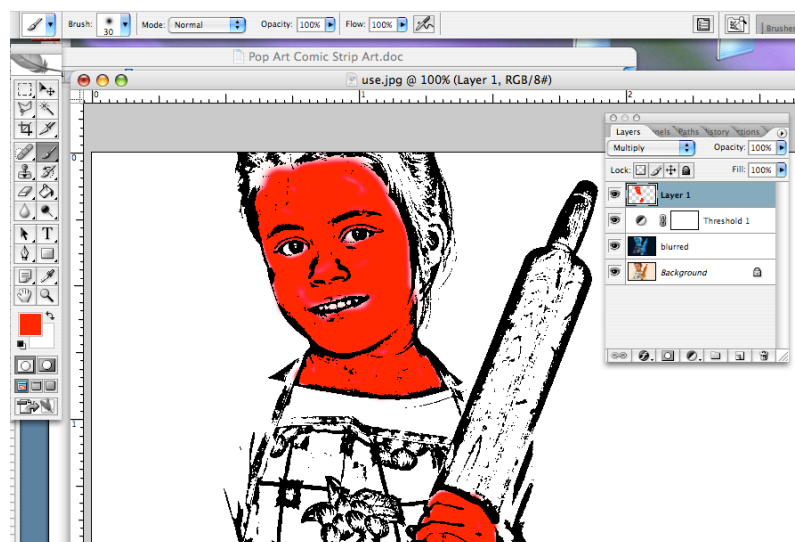 Brush: 30 Mode: Normal Opacity: 100% Flow: 100%
Brushes
Pop Art Comic Strip Art.doc
use.jpg @ 100% (Layer 1, RGB/8#)
0 1 2
0
1
T
Layers Paths
Multiply Opacity: 100%
Lock: Fill: 100%
Layer 1
Threshold 1
blurred
Background